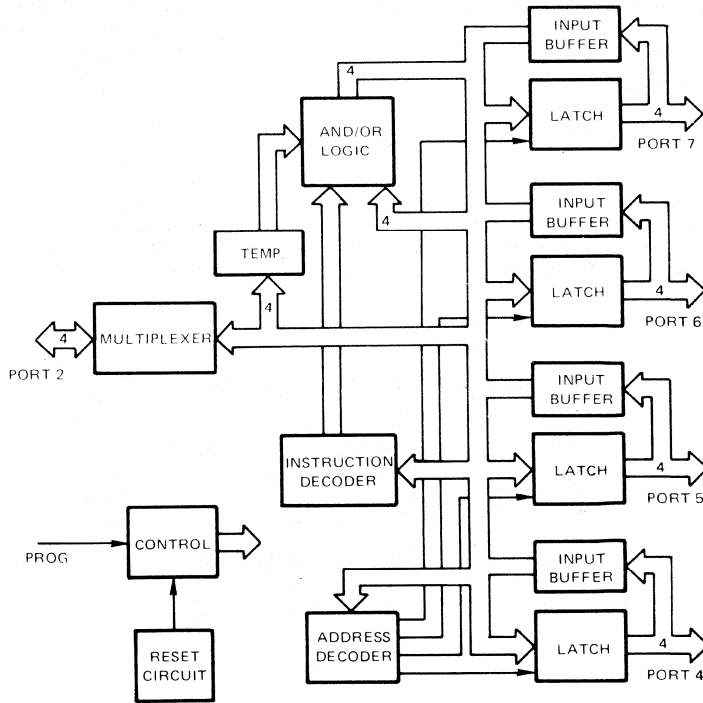 INPUT
BUFFER
4
AND/OR
LOGIC
LATCH
4
PORT 7
INPUT
BUFFER
4
TEMP.
LATCH
4
PORT 6
4
4
MULTIPLEXER
PORT 2
INPUT
BUFFER
INSTRUCTION
DECODER
LATCH
4
PORT 5
PROG
CONTROL
INPUT
BUFFER
RESET
CIRCUIT
ADDRESS
DECODER
LATCH
4
PORT 4